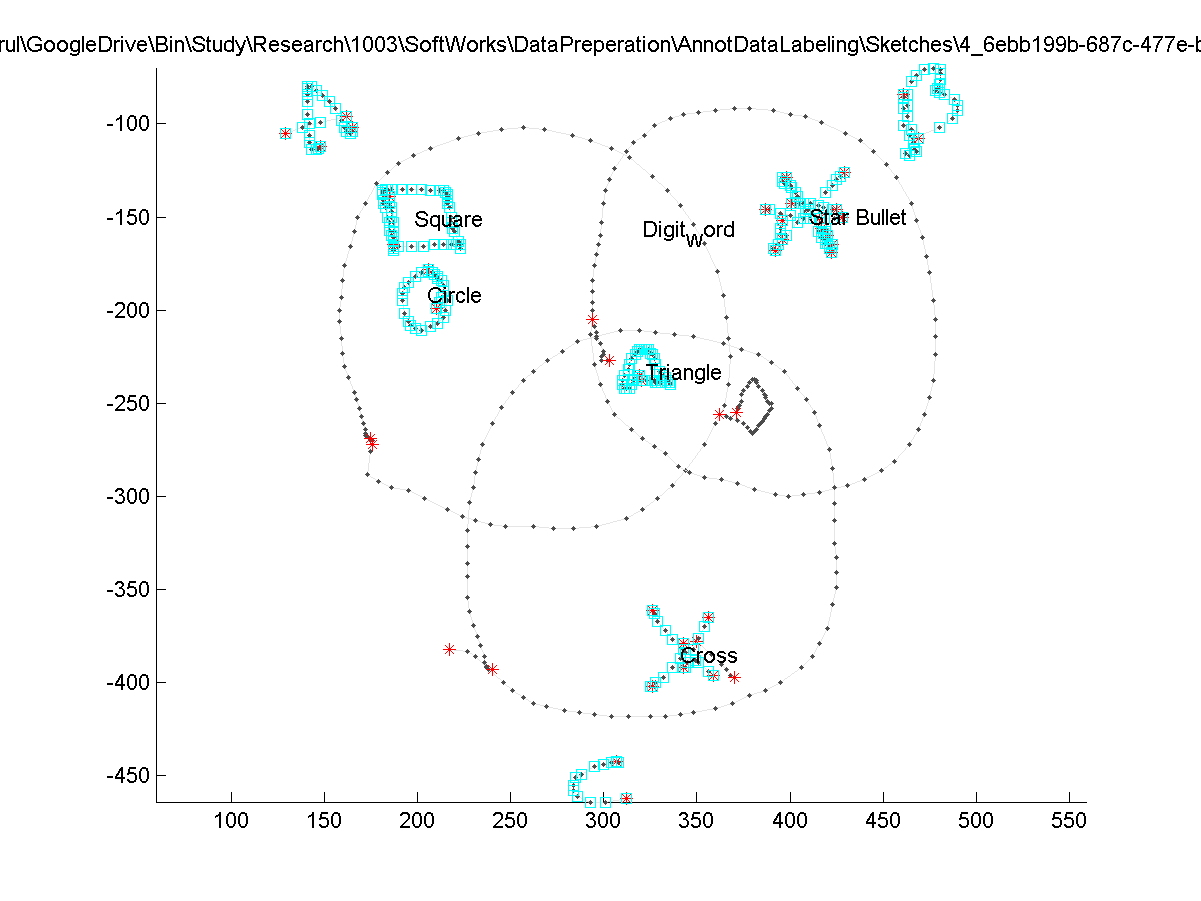 rul\GoogleDrive\Bin\Study\Research\1003\SoftWorks\DataPreperation\AnnotDataLabeling\Sketches\4_6ebb199b-687c-477e-b
A
B
-100
-150
Square
Digit word
Star Bullet
-200
Circle
Triangle
-250
-300
-350
Cross
-400
C
-450
100 150 200 250 300 350 400 450 500 550